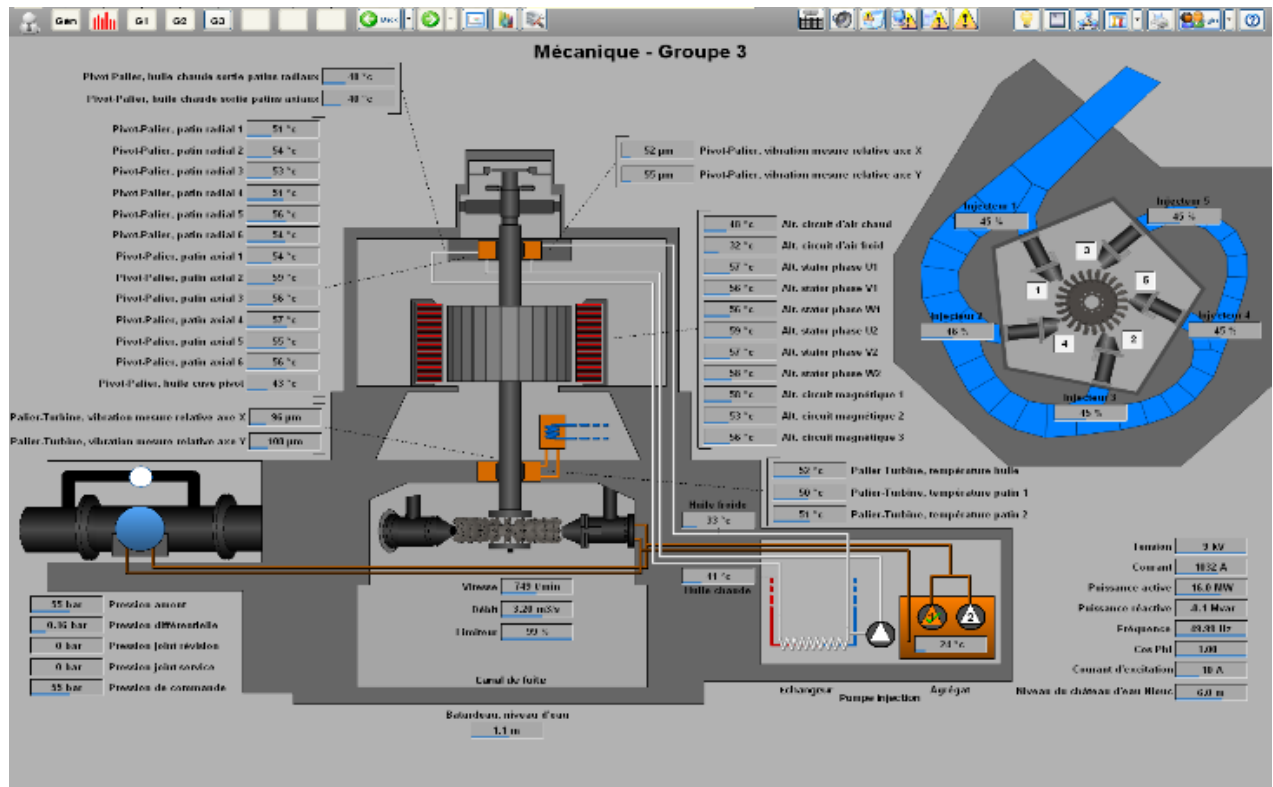 Gen
G1
G2
G3
Back
Mécanique - Groupe 3
Pivot Palier, huile chaude sortie patins radiaux 48 °c
Pivot-Palier, huile chaude sortie patins axiaux 48 °c
Pivot-Palier, patin radial 1 51 °c
Pivot-Palier, patin radial 2 54 °c
Pivot-Palier, patin radial 3 53 °c
Pivot-Palier, patin radial 4 51 °c
Pivot-Palier, patin radial 5 56 °c
Pivot-Palier, patin radial 6 54 °c
Pivot-Palier, patin axial 1 54 °c
Pivot-Palier, patin axial 2 59 °c
Pivot-Palier, patin axial 3 56 °c
Pivot-Palier, patin axial 4 57 °c
Pivot-Palier, patin axial 5 55 °c
Pivot-Palier, patin axial 6 56 °c
Pivot-Palier, huile cuve pivot 43 °c
Palier-Turbine, vibration mesure relative axe X 96 µm
Palier-Turbine, vibration mesure relative axe Y 100 µm
52 µm Pivot-Palier, vibration mesure relative axe X
55 µm Pivot-Palier, vibration mesure relative axe Y
48 °c Alt. circuit d'air chaud
32 °c Alt. circuit d'air froid
57 °c Alt. stator phase U1
56 °c Alt. stator phase V1
56 °c Alt. stator phase W1
59 °c Alt. stator phase U2
57 °c Alt. stator phase V2
58 °c Alt. stator phase W2
50 °c Alt. circuit magnétique 1
53 °c Alt. circuit magnétique 2
56 °c Alt. circuit magnétique 3
52 °c Palier Turbine, température huile
50 °c Palier-Turbine, température patin 1
51 °c Palier-Turbine, température patin 2
Injecteur 1
45 %
Injecteur 5
45 %
3
1
5
4
2
Injecteur 2
46 %
Injecteur 4
45 %
Injecteur 3
45 %
Huile froide
33 °c
41 °c
Huile chaude
Vitesse 749 t/min
Débit 3.20 m3/s
Limiteur 99 %
Canal de fuite
Batardeau, niveau d'eau
1.1 m
1
2
24 °c
Echangeur
Pompe injection
Agrégat
55 bar Pression amont
0.16 bar Pression différentielle
0 bar Pression joint révision
0 bar Pression joint service
55 bar Pression de commande
Tension 9 kV
Courant 1032 A
Puissance active 16.0 MW
Puissance réactive -0.1 Mvar
Fréquence 49.99 Hz
Cos Phi 1.00
Courant d'excitation 10 A
Niveau du château d'eau Nieuc 6.0 m